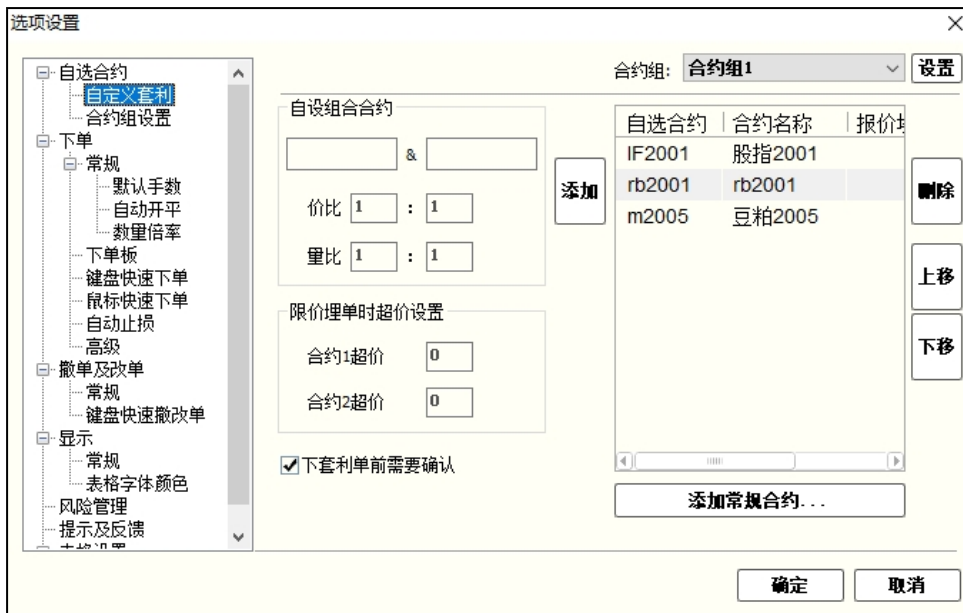 选项设置
自选合约
自定义套利
合约组设置
下单
常规
默认手数
自动开平
数量倍率
下单板
键盘快速下单
鼠标快速下单
自动止损
高级
撤单及改单
常规
键盘快速撤改单
显示
常规
表格字体颜色
风险管理
提示及反馈
自设组合合约
&
价比 1 : 1
量比 1 : 1
添加
限价埋单时超价设置
合约1超价 0
合约2超价 0
下套利单前需要确认
合约组: 合约组1 设置
自选合约 合约名称 报价
IF2001 股指2001
rb2001 rb2001
m2005 豆粕2005
添加常规合约...
删除
上移
下移
确定 取消